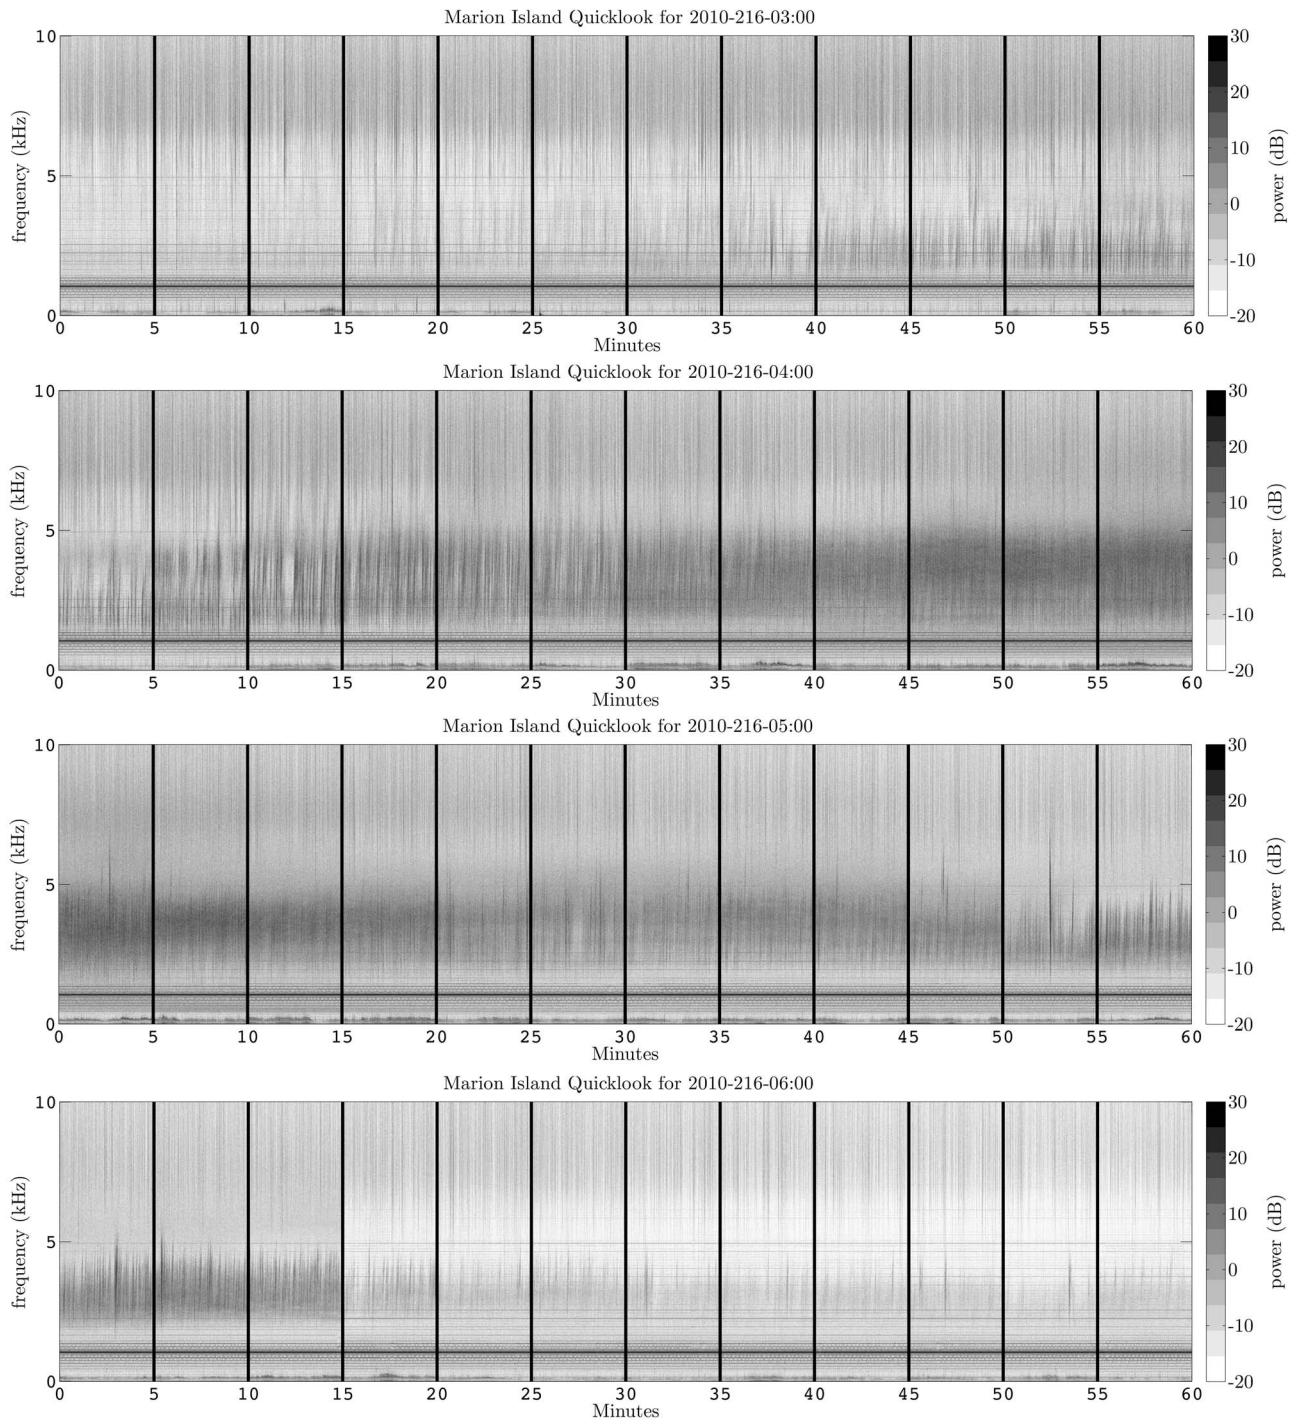 Marion Island Quicklook for 2010-216-03:00
10
5
0
frequency (kHz)
0 5 10 15 20 25 30 35 40 45 50 55 60
Minutes
30
20
10
0
-10
-20
power (dB)
Marion Island Quicklook for 2010-216-04:00
10
5
0
frequency (kHz)
0 5 10 15 20 25 30 35 40 45 50 55 60
Minutes
30
20
10
0
-10
-20
power (dB)
Marion Island Quicklook for 2010-216-05:00
10
5
0
frequency (kHz)
0 5 10 15 20 25 30 35 40 45 50 55 60
Minutes
30
20
10
0
-10
-20
power (dB)
Marion Island Quicklook for 2010-216-06:00
10
5
0
frequency (kHz)
0 5 10 15 20 25 30 35 40 45 50 55 60
Minutes
30
20
10
0
-10
-20
power (dB)